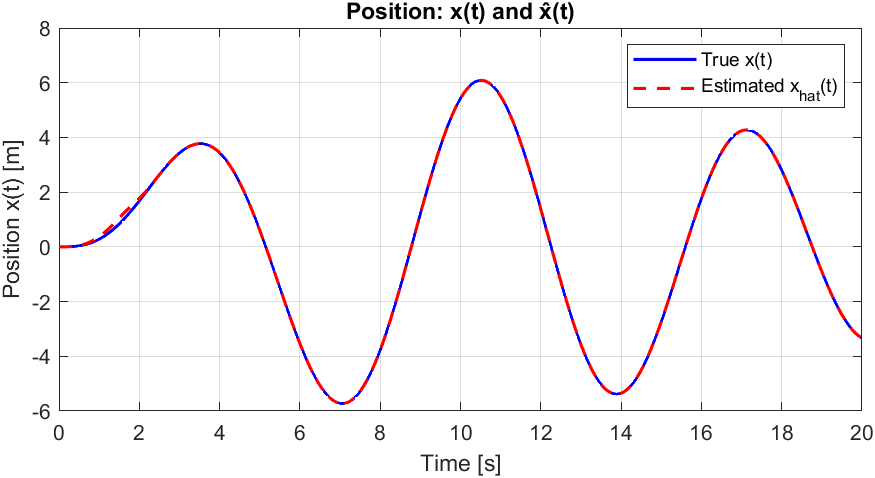 Position: x(t) and x̂(t)
True x(t)
Estimated x_hat(t)
Position x(t) [m]
8
6
4
2
0
-2
-4
-6
0 2 4 6 8 10 12 14 16 18 20
Time [s]